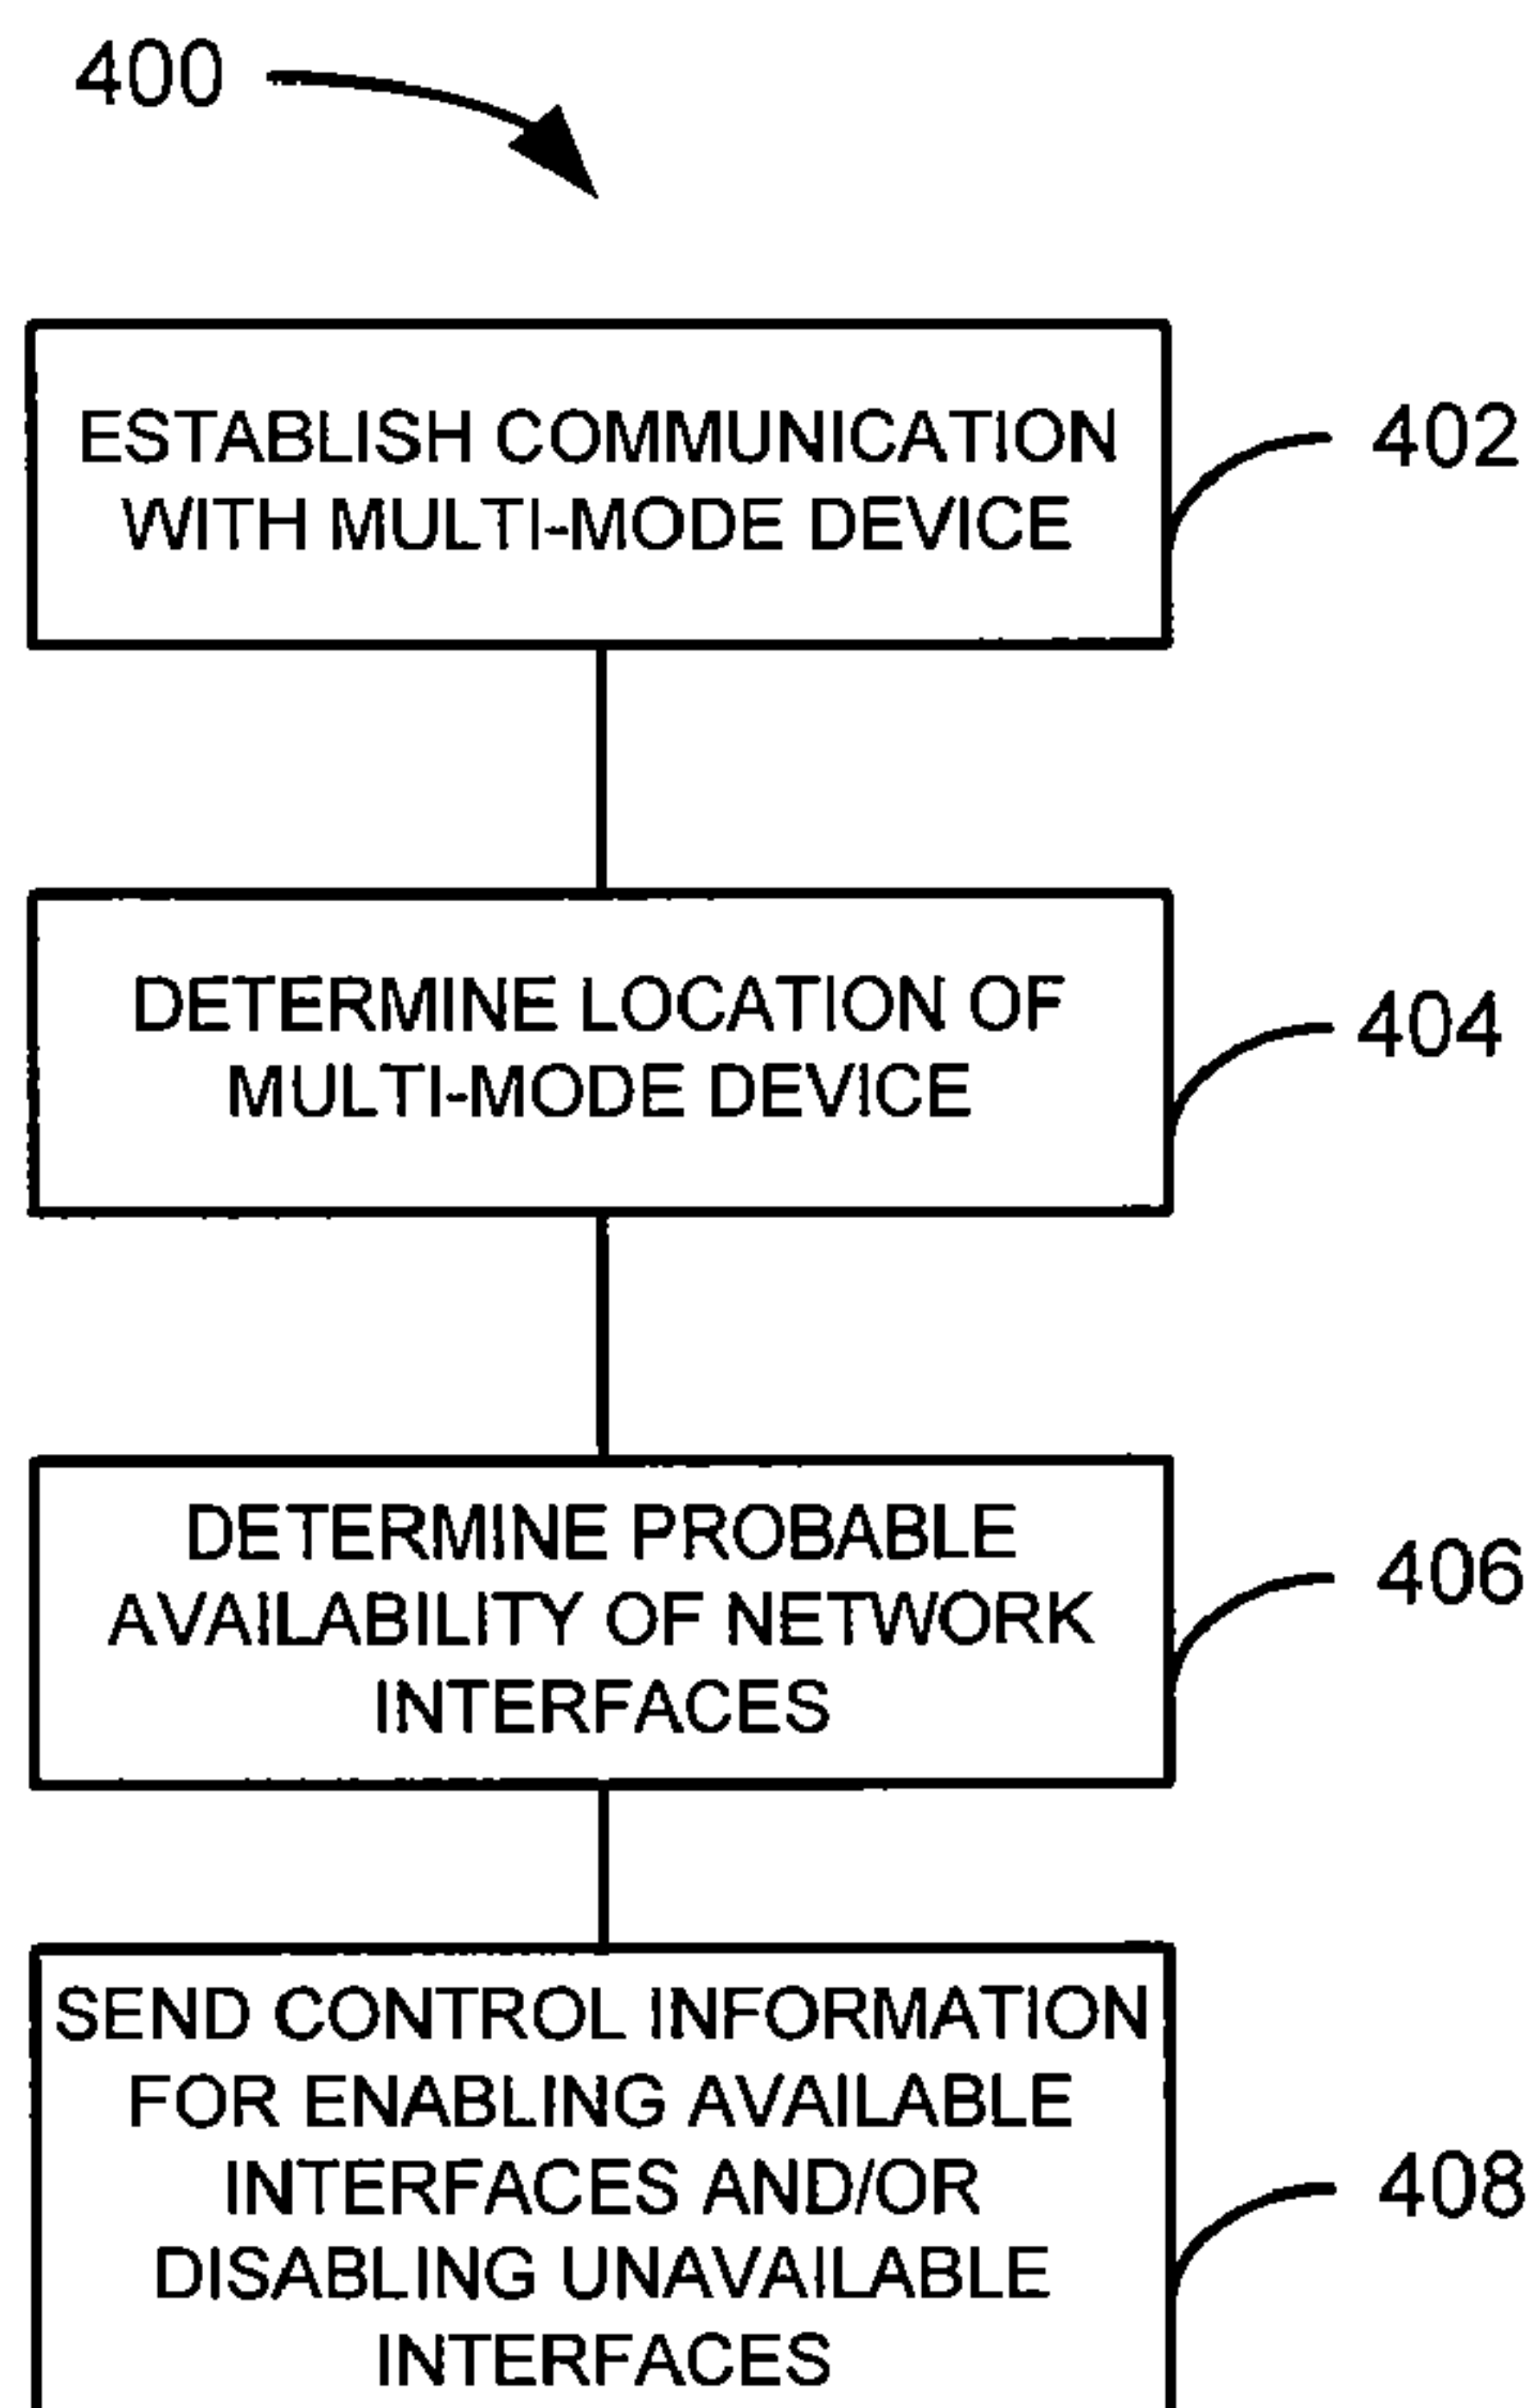 400
ESTABLISH COMMUNICATION
WITH MULTI-MODE DEVICE
402
DETERMINE LOCATION OF
MULTI-MODE DEVICE
404
DETERMINE PROBABLE
AVAILABILITY OF NETWORK
INTERFACES
406
SEND CONTROL INFORMATION
FOR ENABLING AVAILABLE
INTERFACES AND/OR
DISABLING UNAVAILABLE
INTERFACES
408